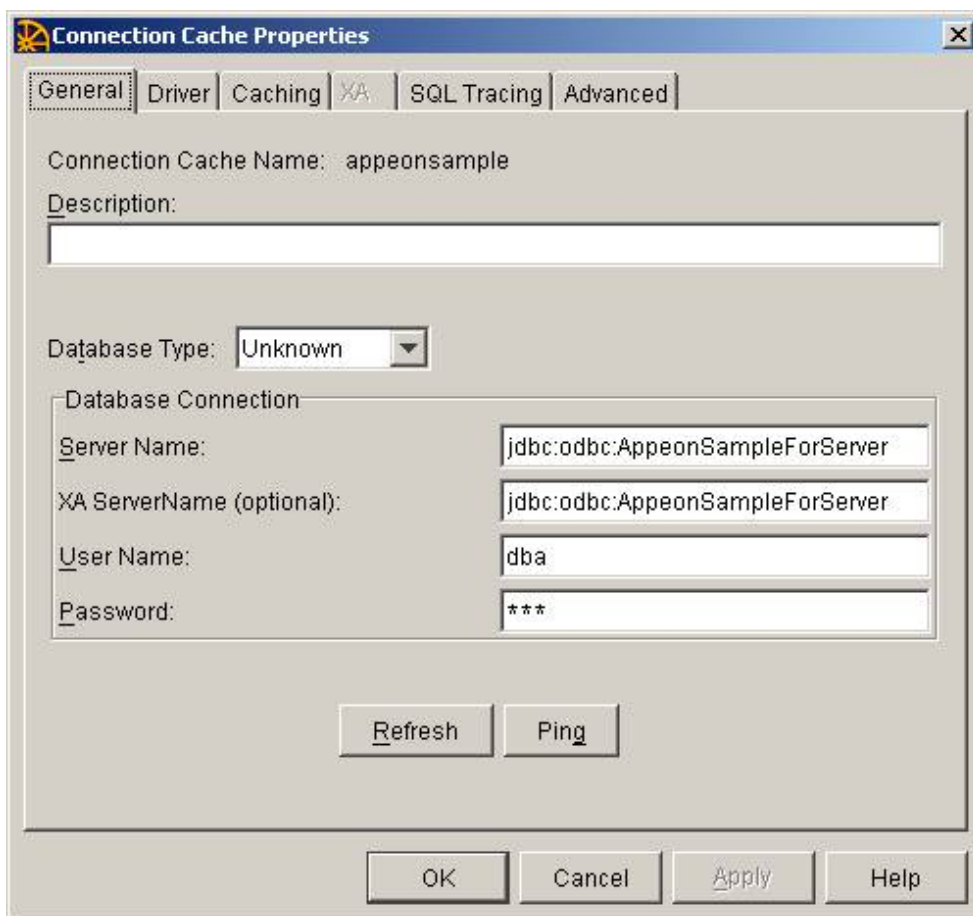 Connection Cache Properties
General Driver Caching XA SQL Tracing Advanced
Connection Cache Name: appeonsample
Description:
Database Type: Unknown
Database Connection
Server Name: jdbc:odbc:AppeonSampleForServer
XA ServerName (optional): jdbc:odbc:AppeonSampleForServer
User Name: dba
Password: ***
Refresh Ping
OK Cancel Apply Help